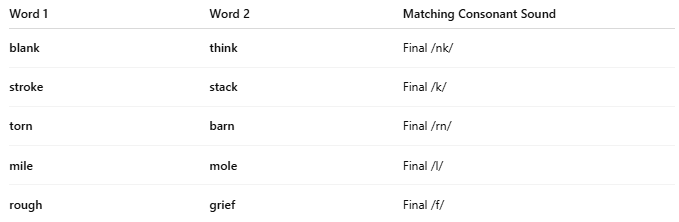 Word 1 Word 2 Matching Consonant Sound
blank think Final /nk/
stroke stack Final /k/
torn barn Final /rn/
mile mole Final /l/
rough grief Final /f/